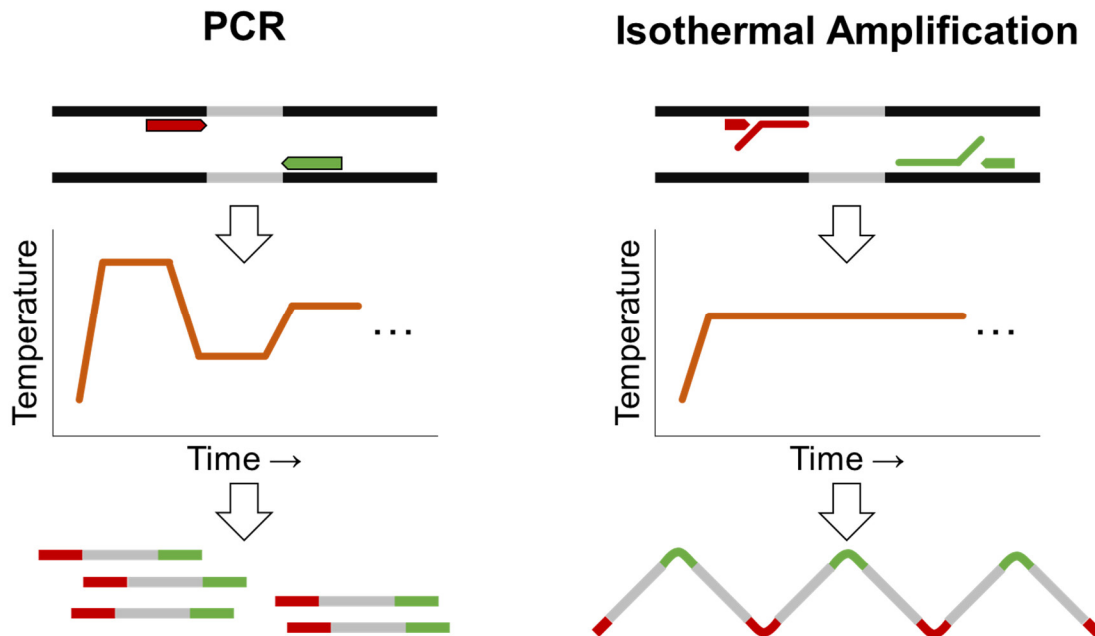 PCR
Temperature
Time →
...
Isothermal Amplification
Temperature
Time →
...